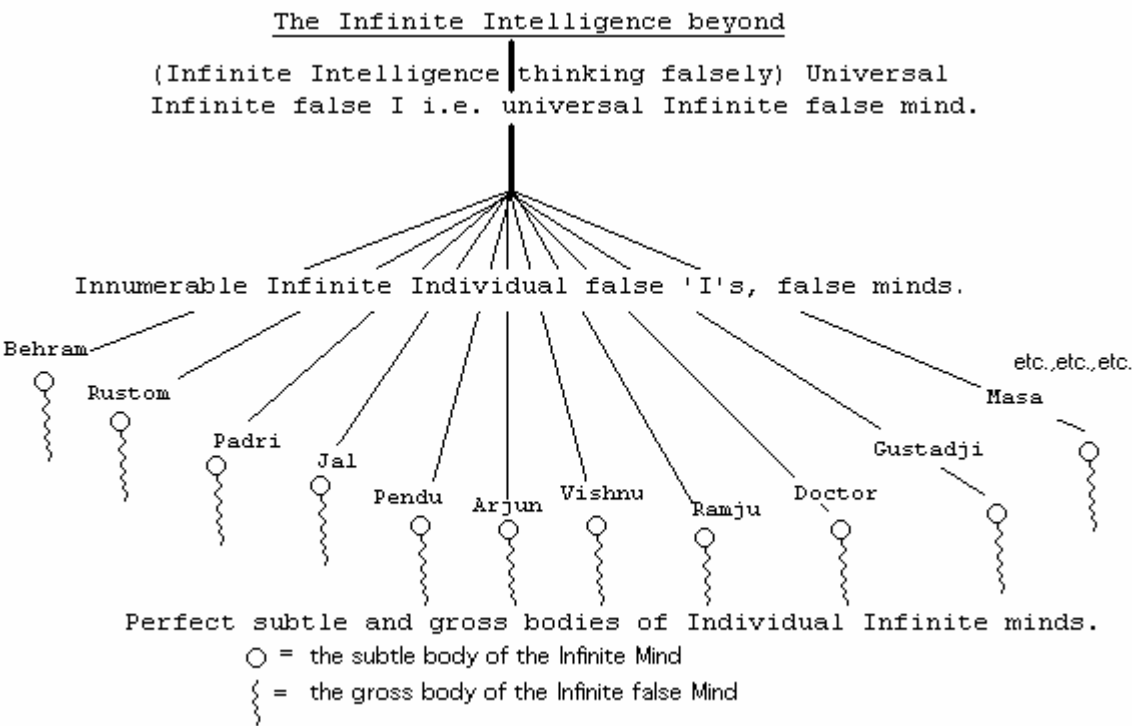 The Infinite Intelligence beyond
(Infinite Intelligence thinking falsely) Universal
Infinite false I i.e. universal Infinite false mind.
Innumerable Infinite Individual false 'I's, false minds.
Behram
etc.,etc.,etc.
Rustom
Masa
Padri
Gustadji
Jal
Pendu
Arjun
Vishnu
Ramju
Doctor
Perfect subtle and gross bodies of Individual Infinite minds.
= the subtle body of the Infinite Mind
= the gross body of the Infinite false Mind